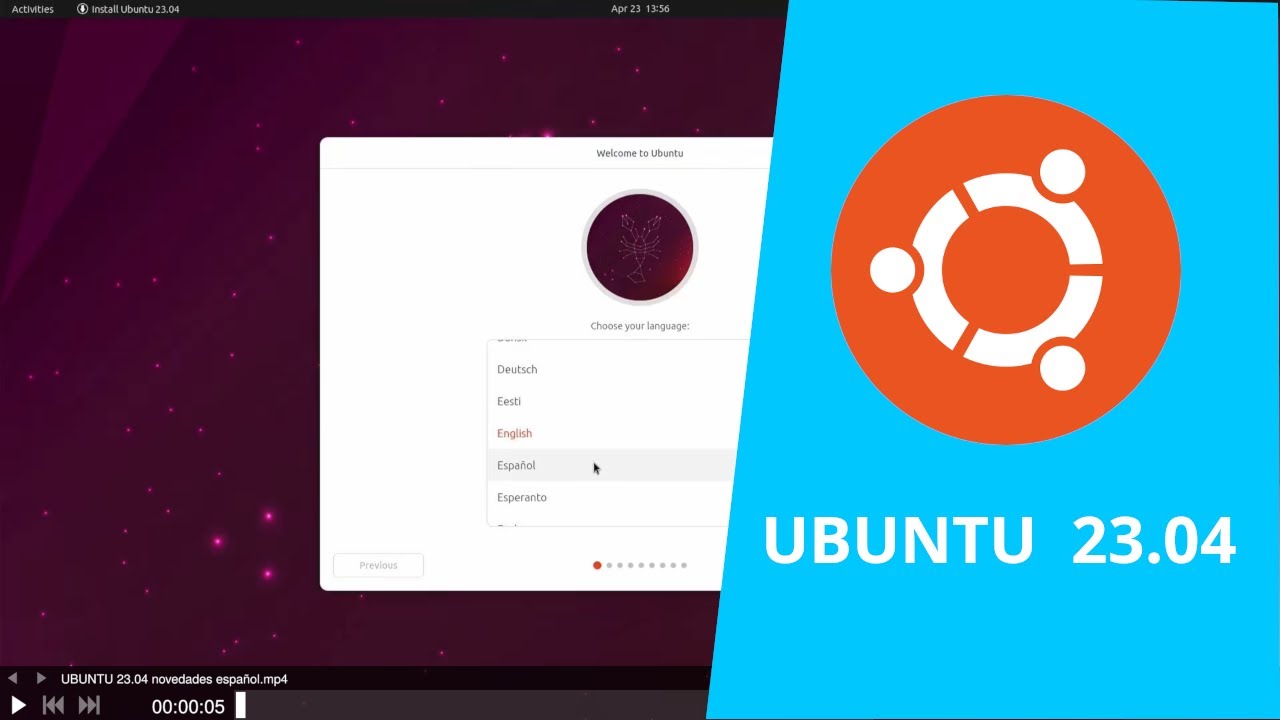 Activities
Install Ubuntu 23.04
Apr 23 13:56
Welcome to Ubuntu
Choose your language:
Dansk
Deutsch
Eesti
English
Español
Esperanto
Previous
UBUNTU 23.04
UBUNTU 23.04 novedades español.mp4
00:00:05